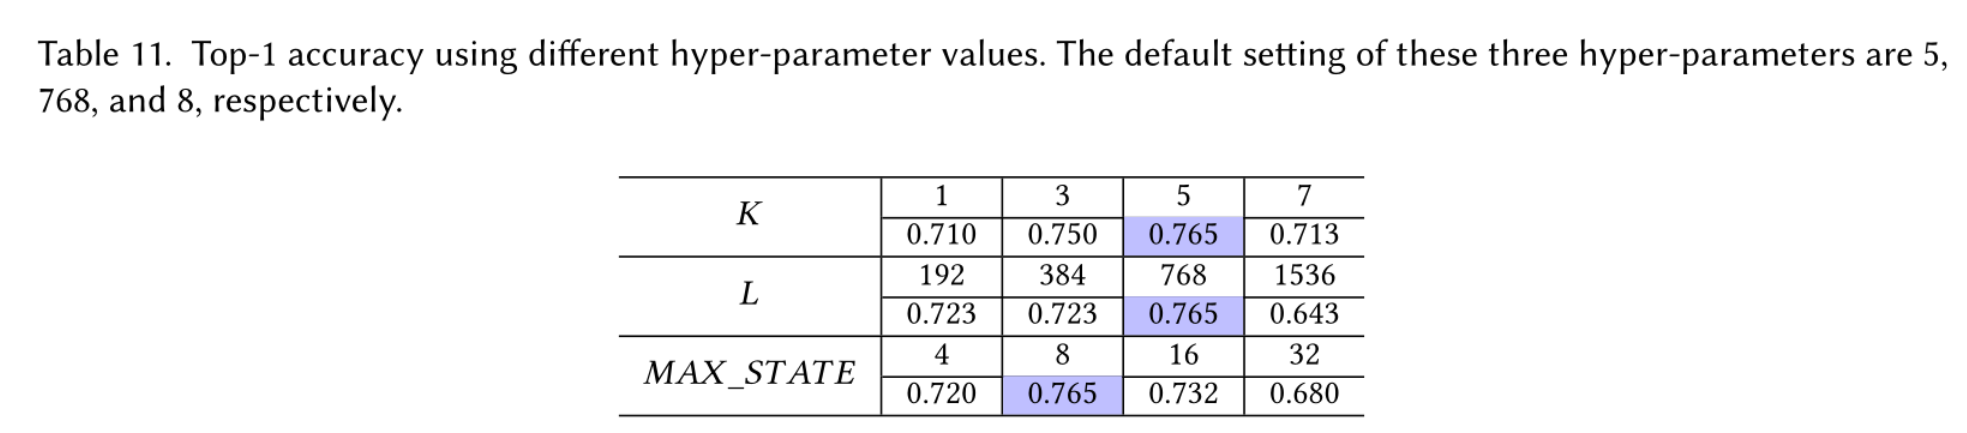 Table 11. Top-1 accuracy using different hyper-parameter values. The default setting of these three hyper-parameters are 5,
768, and 8, respectively.
K
1 3 5 7
0.710 0.750 0.765 0.713
L
192 384 768 1536
0.723 0.723 0.765 0.643
MAX_STATE
4 8 16 32
0.720 0.765 0.732 0.680